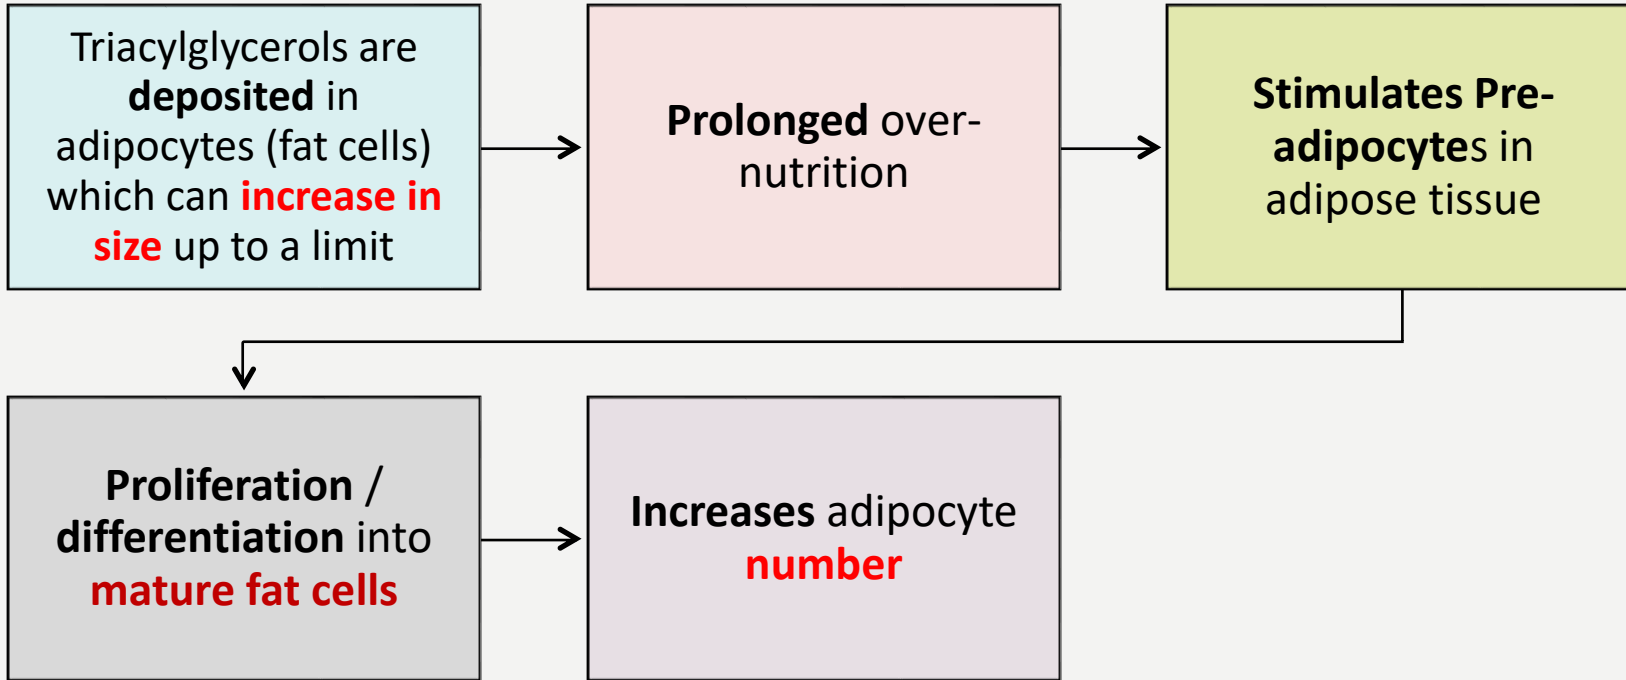 Triacylglycerols are
deposited in
adipocytes (fat cells)
which can increase in
size up to a limit
Prolonged over-
nutrition
Stimulates Pre-
adipocytes in
adipose tissue
Proliferation /
differentiation into
mature fat cells
Increases adipocyte
number